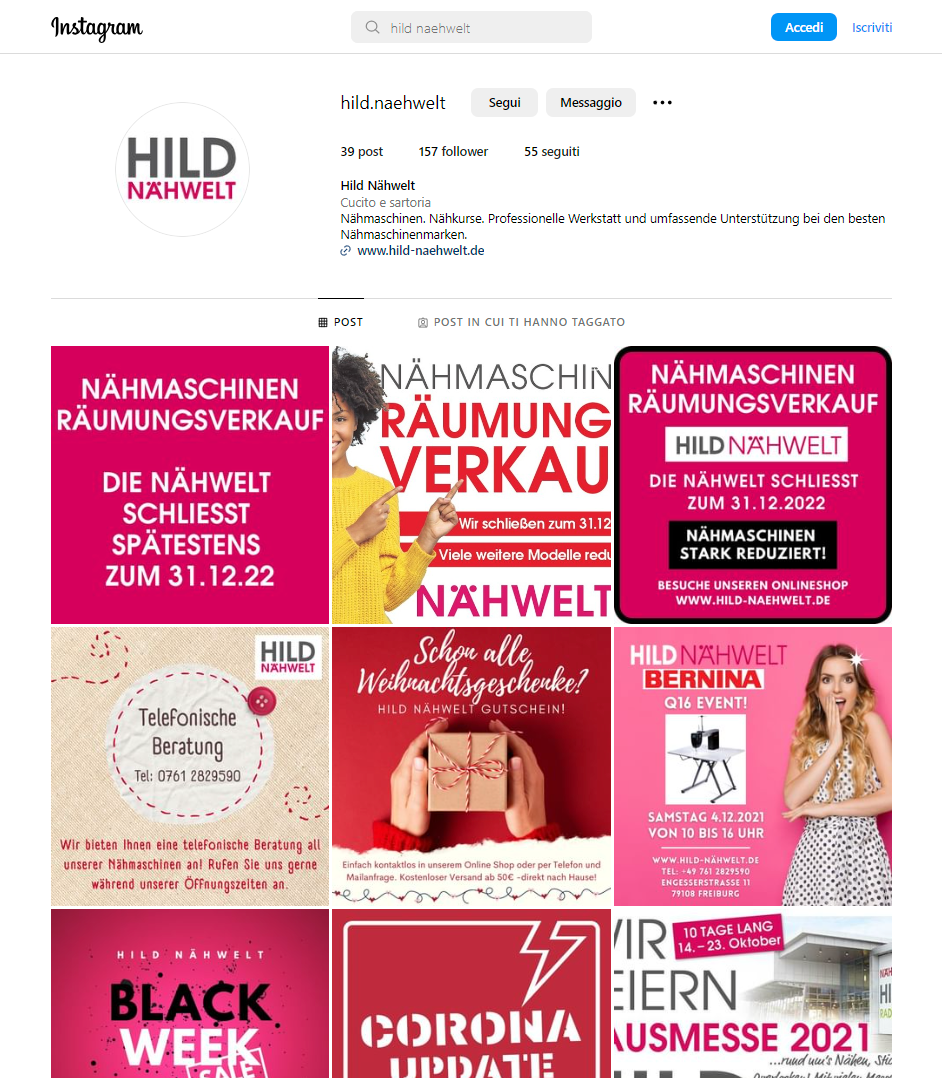 Instagram
hild naehwelt
Accedi
Iscriviti
HILD
NÄHWELT
hild.naehwelt
Segui
Messaggio
39 post
157 follower
55 seguiti
Hild Nähwelt
Cucito e sartoria
Nähmaschinen. Nähkurse. Professionelle Werkstatt und umfassende Unterstützung bei den besten
Nähmaschinenmarken.
www.hild-naehwelt.de
POST
POST IN CUI TI HANNO TAGGATO
NÄHMASCHINEN
RÄUMUNGSVERKAUF
DIE NÄHWELT
SCHLIESST
SPÄTESTENS
ZUM 31.12.22
NÄHMASCHIN
RÄUMUNG
VERKAU
Wir schließen zum 31.12
Viele weitere Modelle redu
NÄHWELT
NÄHMASCHINEN
RÄUMUNGSVERKAUF
HILD NÄHWELT
DIE NÄHWELT SCHLIESST
ZUM 31.12.2022
NÄHMASCHINEN
STARK REDUZIERT!
BESUCHE UNSEREN ONLINESHOP
WWW.HILD-NAEHWELT.DE
HILD
NÄHWELT
Telefonische
Beratung
Tel: 0761 2829590
Wir bieten Ihnen eine telefonische Beratung all
unserer Nähmaschinen an! Rufen Sie uns gerne
während unserer Öffnungszeiten an.
Schon alle
Weihnachtsgeschenke?
HILD NÄHWELT GUTSCHEIN!
Einfach kontaktlos in unserem Online Shop oder per Telefon und
Mailanfrage. Kostenloser Versand ab 50€ -direkt nach Hause!
HILD NÄHWELT
BERNINA
Q16 EVENT!
SAMSTAG 4.12.2021
VON 10 BIS 16 UHR
WWW.HILD-NÄHWELT.DE
TEL: +49 761 2829590
ENGESSERSTRASSE 11
79108 FREIBURG
HILD NÄHWELT
BLACK
WEEK
SALE
CORONA
UPDATE
WIR
10 TAGE LANG
14. – 23. Oktober
EIERN
AUSMESSE 2021
...rund um's Nähen, Stic